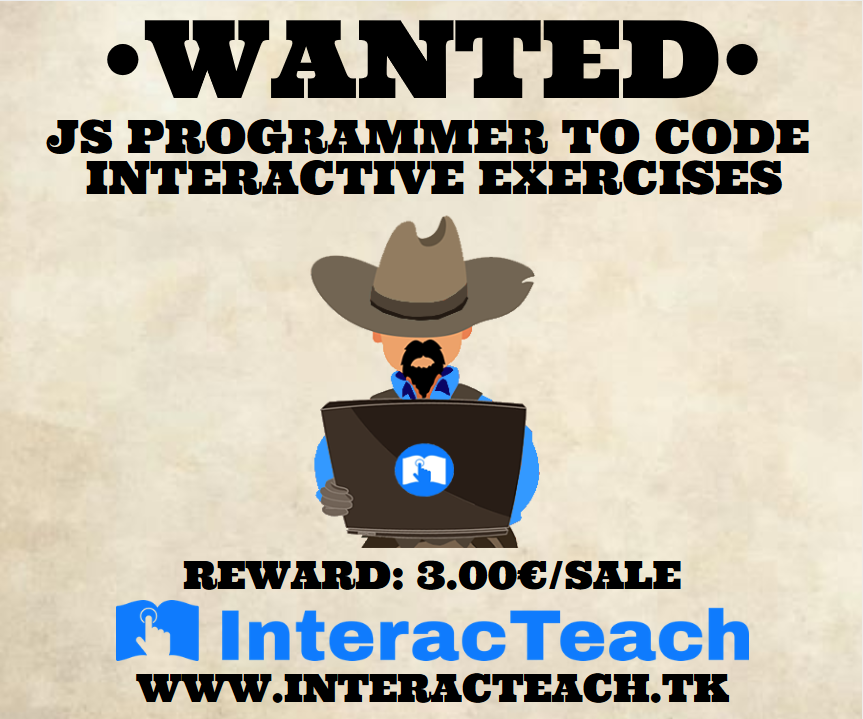 •WANTED•
JS PROGRAMMER TO CODE
INTERACTIVE EXERCISES
REWARD: 3.00€/SALE
InteracTeach
WWW.INTERACTEACH.TK